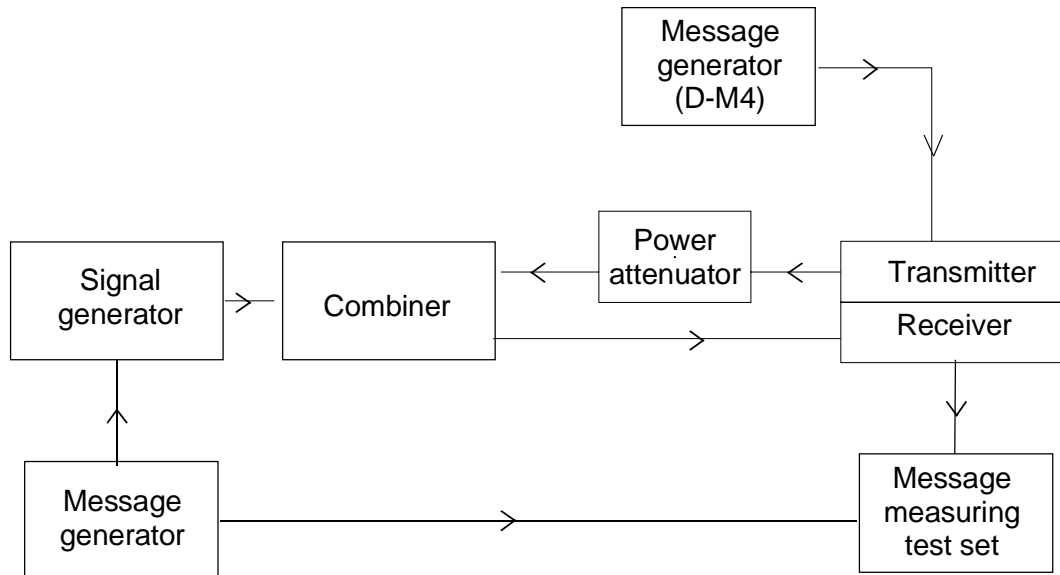 Message
generator
(D-M4)
Power
attenuator
Signal
generator
Combiner
Transmitter
Receiver
Message
generator
Message
measuring
test set